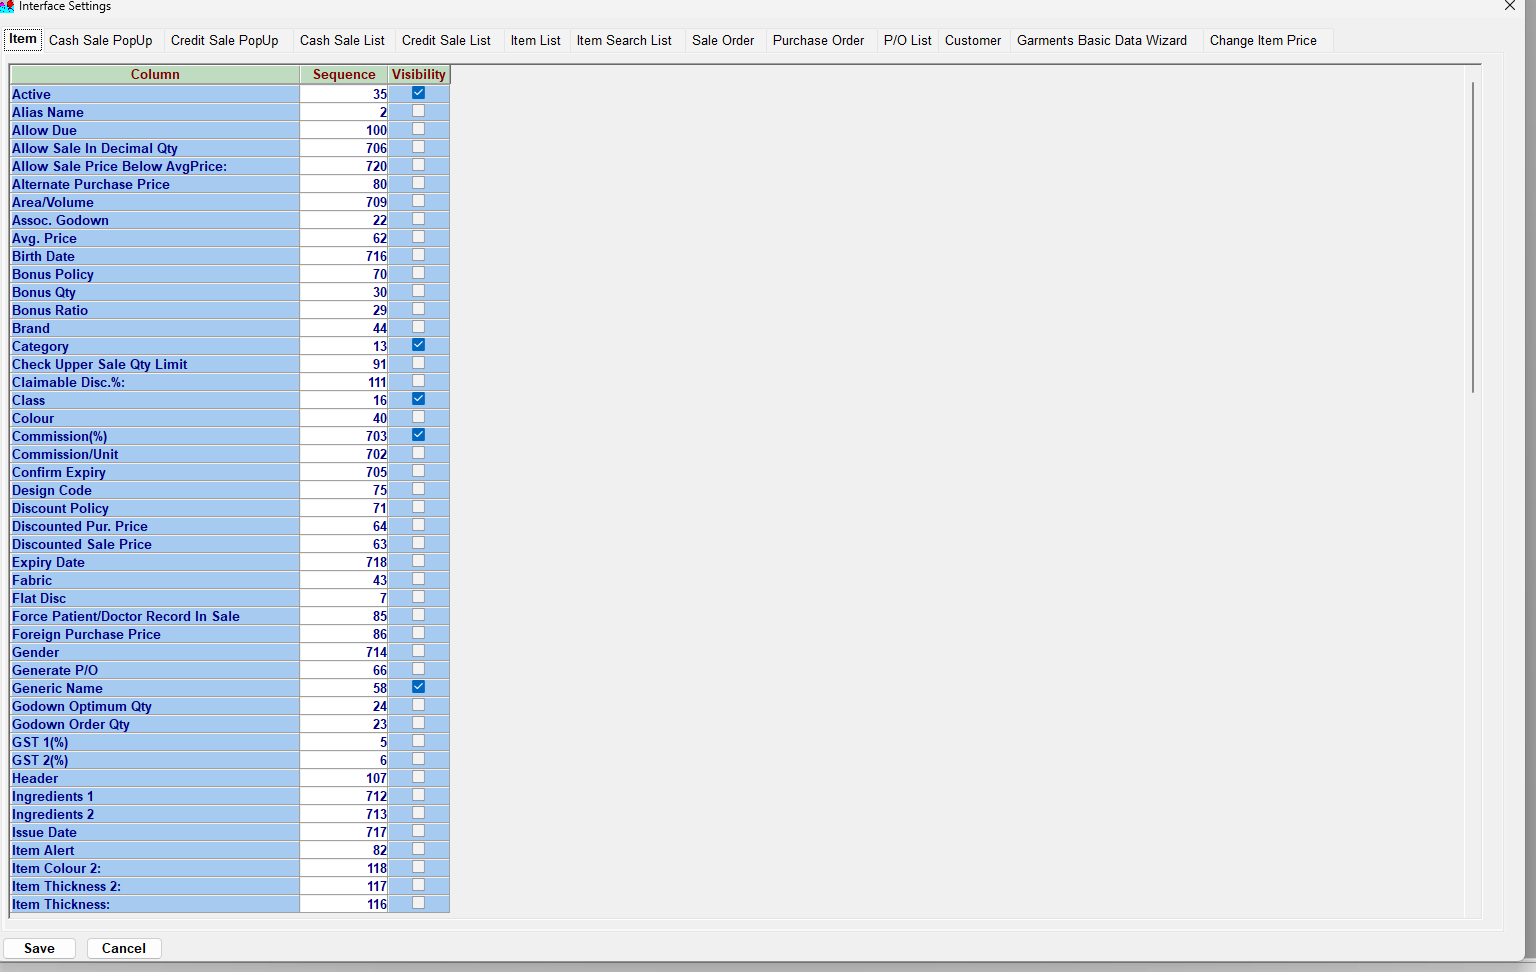 Interface Settings
Item Cash Sale PopUp Credit Sale PopUp Cash Sale List Credit Sale List Item List Item Search List Sale Order Purchase Order P/O List Customer Garments Basic Data Wizard Change Item Price
Column Sequence Visibility
Active 35
Alias Name 2
Allow Due 100
Allow Sale In Decimal Qty 706
Allow Sale Price Below AvgPrice: 720
Alternate Purchase Price 80
Area/Volume 709
Assoc. Godown 22
Avg. Price 62
Birth Date 716
Bonus Policy 70
Bonus Qty 30
Bonus Ratio 29
Brand 44
Category 13
Check Upper Sale Qty Limit 91
Claimable Disc.%: 111
Class 16
Colour 40
Commission(%) 703
Commission/Unit 702
Confirm Expiry 705
Design Code 75
Discount Policy 71
Discounted Pur. Price 64
Discounted Sale Price 63
Expiry Date 718
Fabric 43
Flat Disc 7
Force Patient/Doctor Record In Sale 85
Foreign Purchase Price 86
Gender 714
Generate P/O 66
Generic Name 58
Godown Optimum Qty 24
Godown Order Qty 23
GST 1(%) 5
GST 2(%) 6
Header 107
Ingredients 1 712
Ingredients 2 713
Issue Date 717
Item Alert 82
Item Colour 2: 118
Item Thickness 2: 117
Item Thickness: 116
Save Cancel